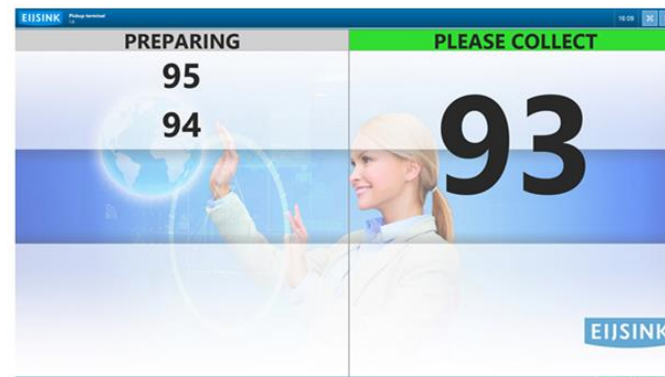 EIJSINK
Pickup terminal
16:09
PREPARING
95
94
PLEASE COLLECT
93
EIJSINK